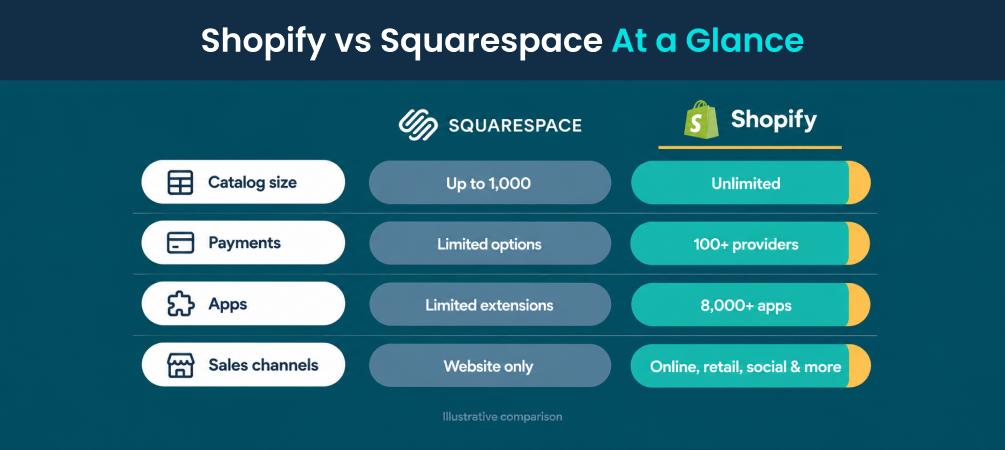 Shopify vs Squarespace At a Glance
SQUARESPACE
Shopify
Catalog size
Up to 1,000
Unlimited
Payments
Limited options
100+ providers
Apps
Limited extensions
8,000+ apps
Sales channels
Website only
Online, retail, social & more
Illustrative comparison